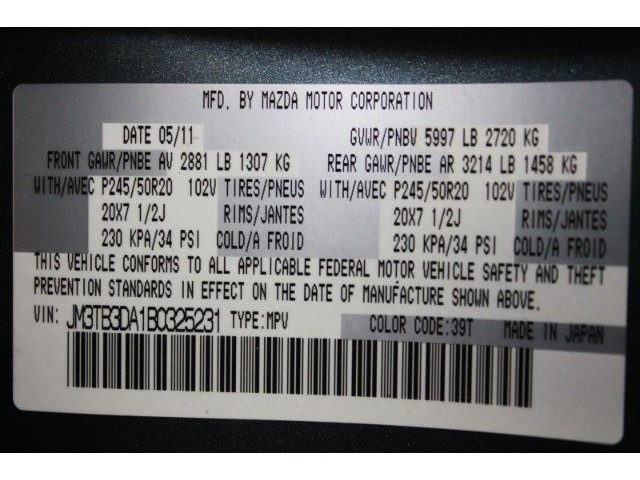 MFD. BY MAZDA MOTOR CORPORATION
DATE 05/11 GVWR/PNBV 5997 LB 2720 KG
FRONT GAWR/PNBE AV 2881 LB 1307 KG REAR GAWR/PNBE AR 3214 LB 1458 KG
WITH/AVEC P245/50R20 102V TIRES/PNEUS WITH/AVEC P245/50R20 102V TIRES/PNEUS
20X7 1/2J RIMS/JANTES 20X7 1/2J RIMS/JANTES
230 KPA/34 PSI COLD/A FROID 230 KPA/34 PSI COLD/A FROID
THIS VEHICLE CONFORMS TO ALL APPLICABLE FEDERAL MOTOR VEHICLE SAFETY AND THEFT
PREVENTION STANDARDS IN EFFECT ON THE DATE OF MANUFACTURE SHOWN ABOVE.
VIN: JM3TB3DA1B0325231 TYPE:MPV COLOR CODE:39T MADE IN JAPAN